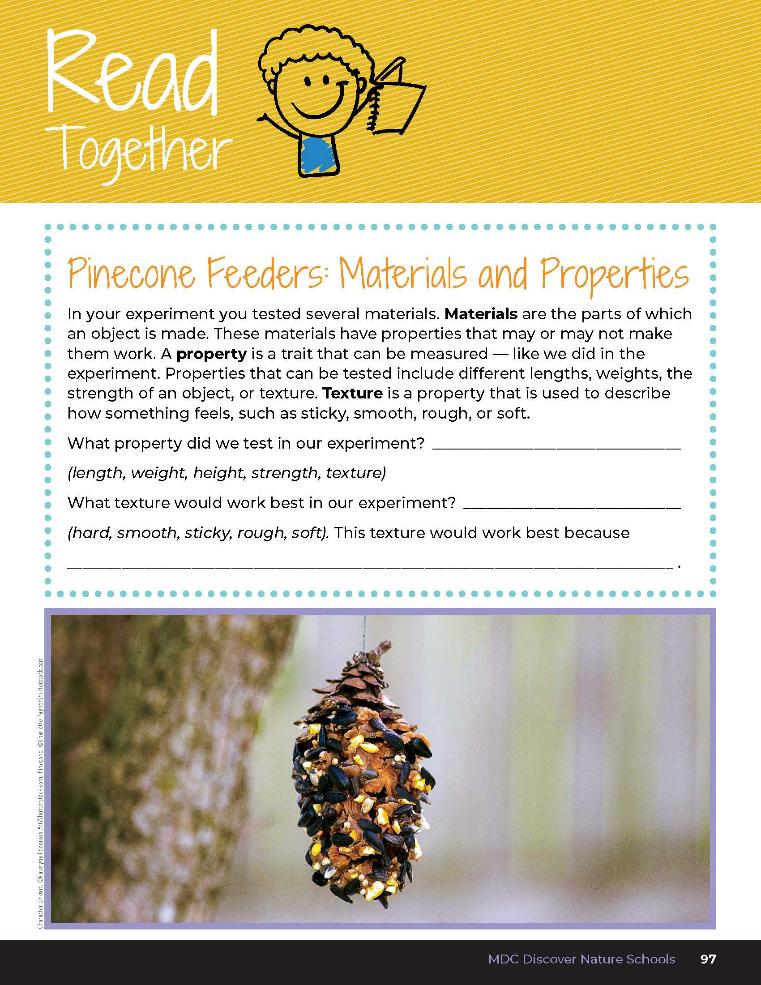 Read
Together
Pinecone Feeders: Materials and Properties
In your experiment you tested several materials. Materials are the parts of which
an object is made. These materials have properties that may or may not make
them work. A property is a trait that can be measured — like we did in the
experiment. Properties that can be tested include different lengths, weights, the
strength of an object, or texture. Texture is a property that is used to describe
how something feels, such as sticky, smooth, rough, or soft.
What property did we test in our experiment? ______________________________
(length, weight, height, strength, texture)
What texture would work best in our experiment? __________________________
(hard, smooth, sticky, rough, soft). This texture would work best because
________________________________________________________________________ .
MDC Discover Nature Schools 97